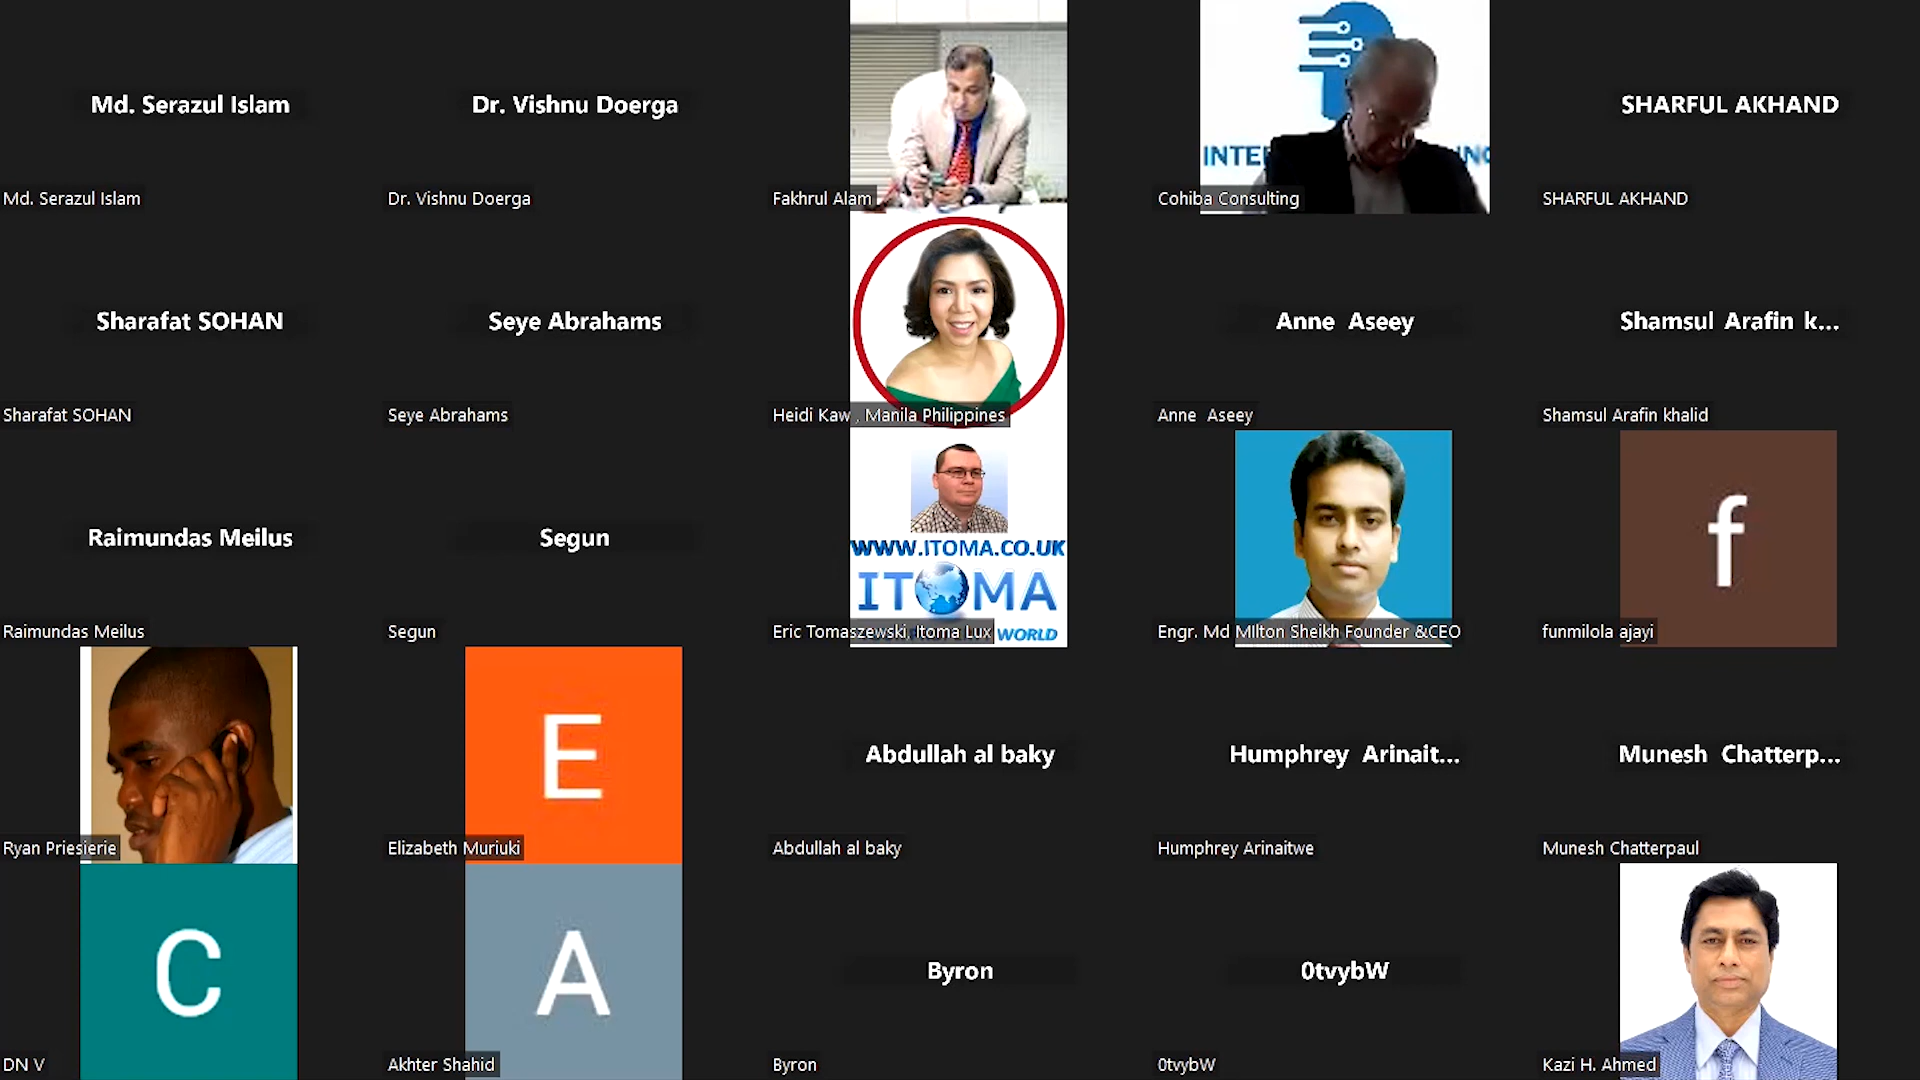 Md. Serazul Islam
Dr. Vishnu Doerga
SHARFUL AKHAND
INTE
Md. Serazul Islam
Dr. Vishnu Doerga
Fakhrul Alam
Cohiba Consulting
SHARFUL AKHAND
Sharafat SOHAN
Seye Abrahams
Anne Aseey
Shamsul Arafin k...
Sharafat SOHAN
Seye Abrahams
Heidi Kaw , Manila Philippines
Anne Aseey
Shamsul Arafin khalid
Raimundas Meilus
Segun
WWW.ITOMA.CO.UK
ITOMA
f
Raimundas Meilus
Segun
Eric Tomaszewski, Itoma Lux
WORLD
Engr. Md MIlton Sheikh Founder &CEO
funmilola ajayi
E
Abdullah al baky
Humphrey Arinait...
Munesh Chatterp...
Ryan Priesierie
Elizabeth Muriuki
Abdullah al baky
Humphrey Arinaitwe
Munesh Chatterpaul
C
A
Byron
0tvybW
DN V
Akhter Shahid
Byron
0tvybW
Kazi H. Ahmed